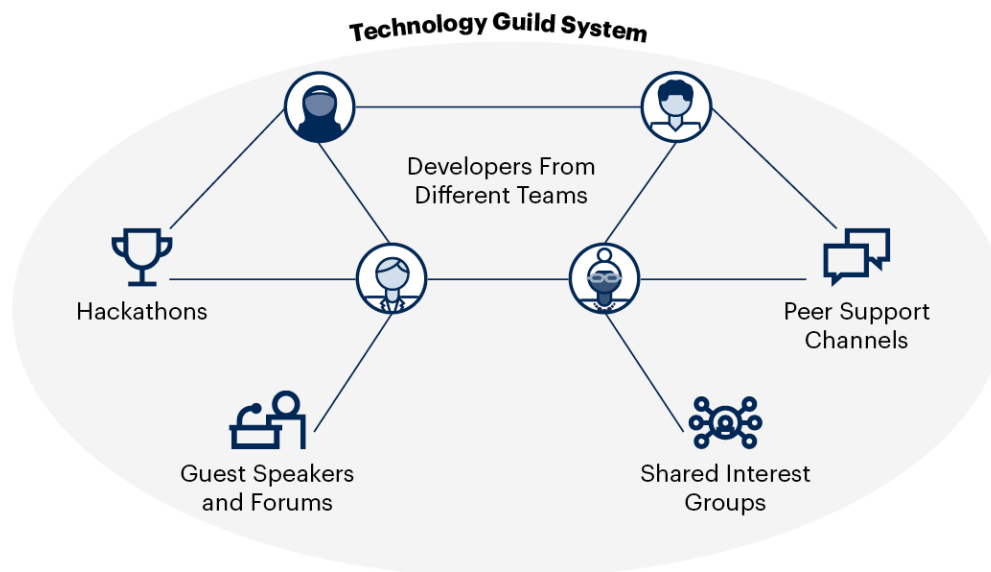 Technology Guild System
Developers From
Different Teams
Hackathons
Peer Support
Channels
Guest Speakers
and Forums
Shared Interest
Groups